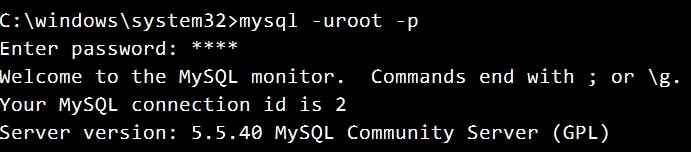 C:\windows\system32>mysql -uroot -p
Enter password: ****
Welcome to the MySQL monitor.  Commands end with ; or \g.
Your MySQL connection id is 2
Server version: 5.5.40 MySQL Community Server (GPL)